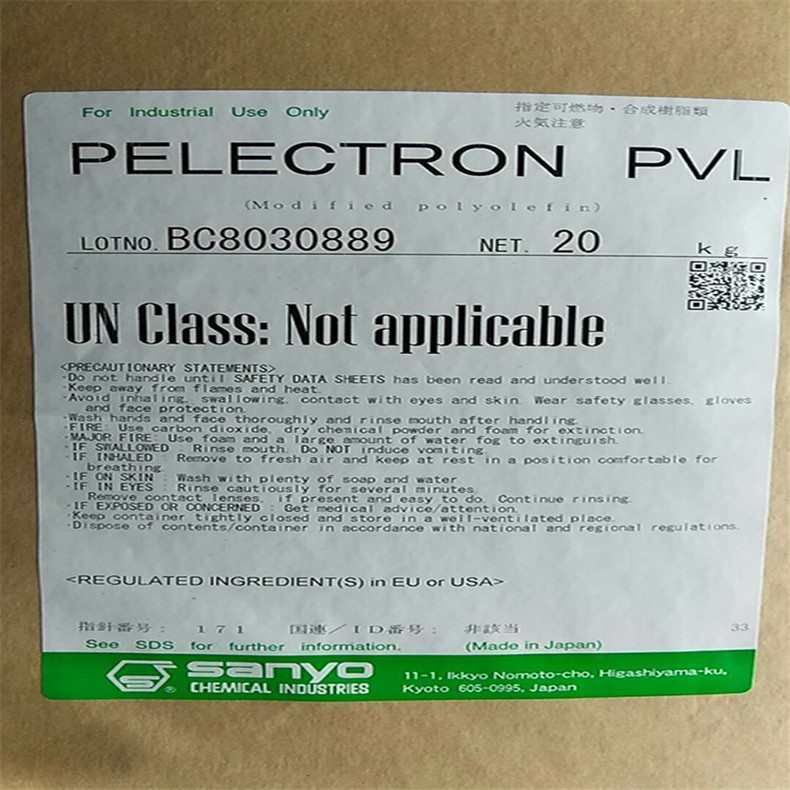 For Industrial Use Only
指定可燃物・合成樹脂類
火気注意
PELECTRON PVL
(Modified polyolefin)
LOTNO. BC8030889 NET. 20 kg
UN Class: Not applicable
<PRECAUTIONARY STATEMENTS>
·Do not handle until SAFETY DATA SHEETS has been read and understood well.
·Keep away from flames and heat.
·Avoid inhaling, swallowing, contact with eyes and skin. Wear safety glasses, gloves
and face protection.
·Wash hands and face thoroughly and rinse mouth after handling.
·FIRE: Use carbon dioxide, dry chemical powder and foam for extinction.
·MAJOR FIRE: Use foam and a large amount of water fog to extinguish.
·IF SWALLOWED : Rinse mouth. Do NOT induce vomiting.
·IF INHALED : Remove to fresh air and keep at rest in a position comfortable for
breathing.
·IF ON SKIN : Wash with plenty of soap and water.
·IF IN EYES : Rinse cautiously for several minutes.
Remove contact lenses, if present and easy to do. Continue rinsing.
·IF EXPOSED OR CONCERNED : Get medical advice/attention.
·Keep container tightly closed and store in a well-ventilated place.
·Dispose of contents/container in accordance with national and regional regulations.
<REGULATED INGREDIENT(S) in EU or USA>
指針番号: 171 国連/ID番号: 非該当 33
See SDS for further information. (Made in Japan)
S ® sanyo
CHEMICAL INDUSTRIES
11-1, Ikkyo Nomoto-cho, Higashiyama-ku,
Kyoto 605-0995, Japan